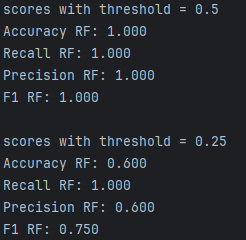 scores with threshold = 0.5
Accuracy RF: 1.000
Recall RF: 1.000
Precision RF: 1.000
F1 RF: 1.000

scores with threshold = 0.25
Accuracy RF: 0.600
Recall RF: 1.000
Precision RF: 0.600
F1 RF: 0.750